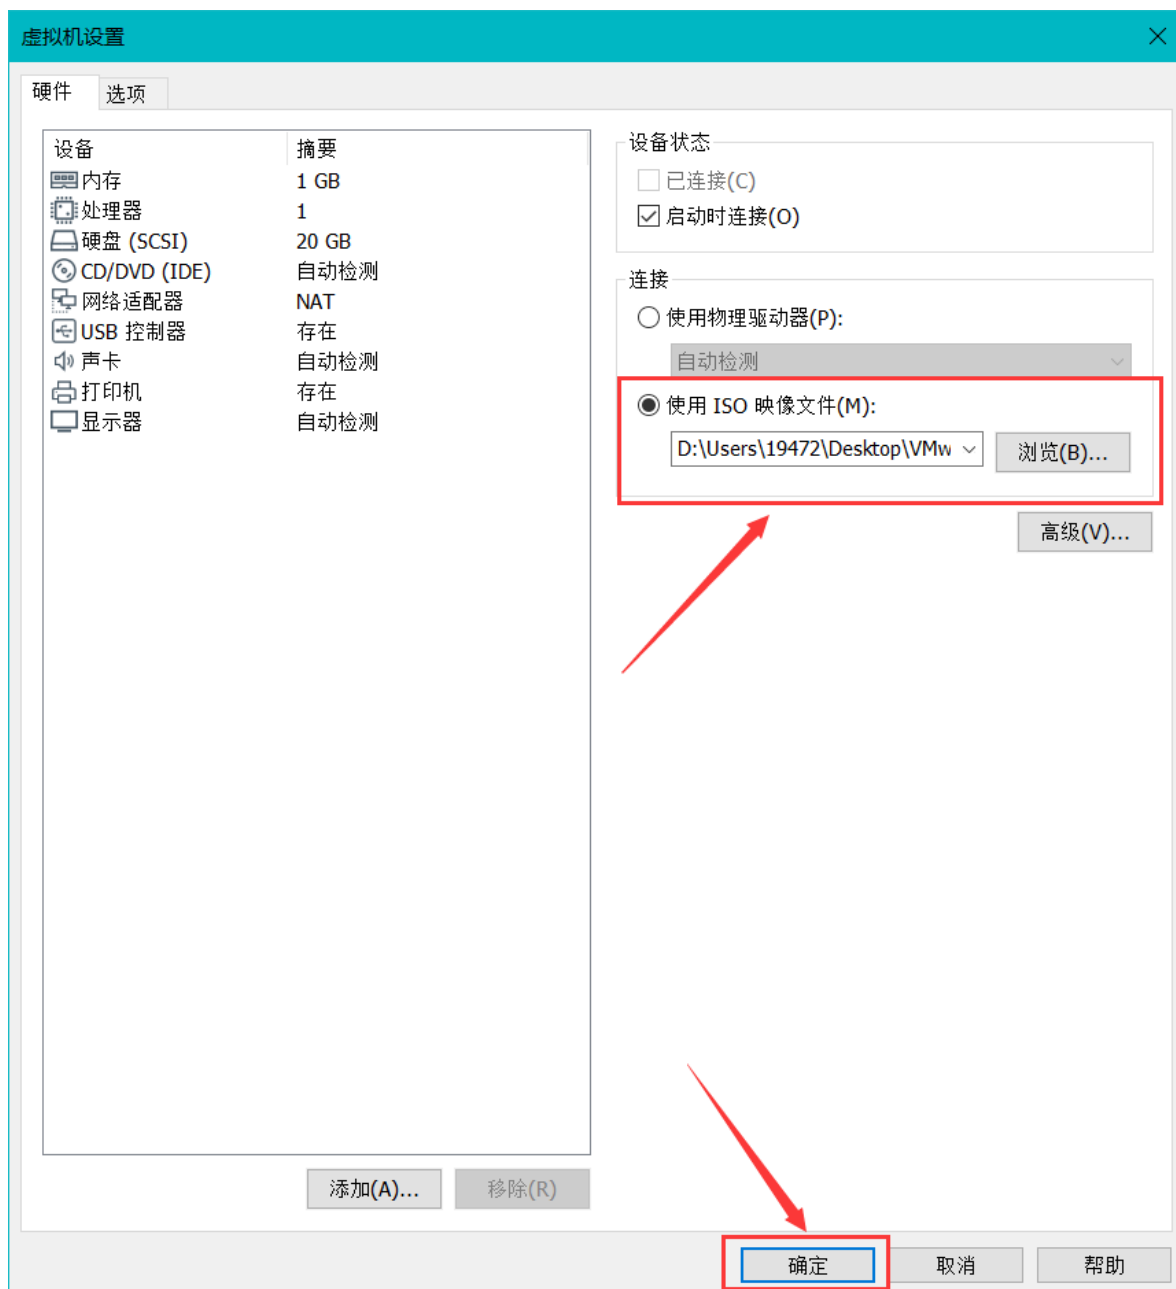 虚拟机设置
硬件 选项
设备 摘要
内存 1 GB
处理器 1
硬盘 (SCSI) 20 GB
CD/DVD (IDE) 自动检测
网络适配器 NAT
USB 控制器 存在
声卡 自动检测
打印机 存在
显示器 自动检测
添加(A)... 移除(R)
设备状态
已连接(C)
启动时连接(O)
连接
使用物理驱动器(P):
自动检测
使用 ISO 映像文件(M):
D:\Users\19472\Desktop\VMw 浏览(B)...
高级(V)...
确定 取消 帮助